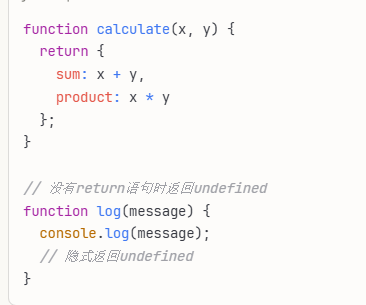 function calculate(x, y) {
  return {
    sum: x + y,
    product: x * y
  };
}

// 没有return语句时返回undefined
function log(message) {
  console.log(message);
  // 隐式返回undefined
}